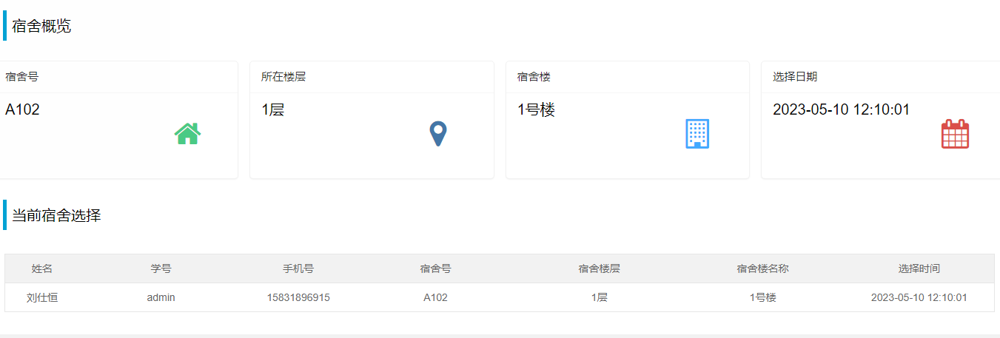 宿舍概览
宿舍号 所在楼层 宿舍楼 选择日期
A102 1层 1号楼 2023-05-10 12:10:01
当前宿舍选择
姓名 学号 手机号 宿舍号 宿舍楼层 宿舍楼名称 选择时间
刘仕恒 admin 15831896915 A102 1层 1号楼 2023-05-10 12:10:01